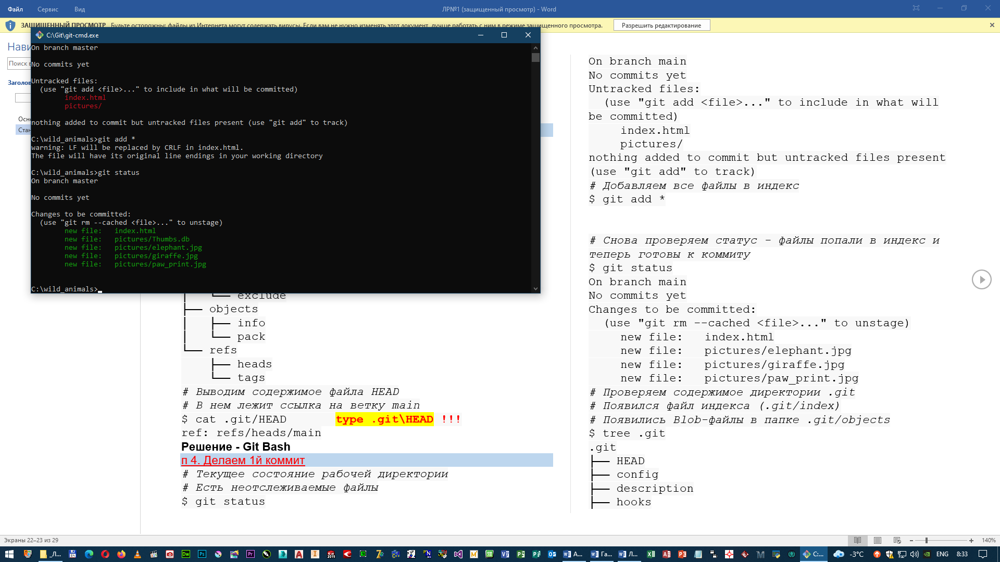 Файл Сервис Вид
ЛР№1 (защищенный просмотр) - Word
ЗАЩИЩЕННЫЙ ПРОСМОТР Будьте осторожны: файлы из Интернета могут содержать вирусы. Если вам не нужно изменять этот документ, лучше работать с ним в режиме защищенного просмотра.
Разрешить редактирование
C:\Git\git-cmd.exe
On branch master
No commits yet
Untracked files:
(use "git add <file>..." to include in what will be committed)
index.html
pictures/
nothing added to commit but untracked files present (use "git add" to track)
C:\wild_animals>git add *
warning: LF will be replaced by CRLF in index.html.
The file will have its original line endings in your working directory
C:\wild_animals>git status
On branch master
No commits yet
Changes to be committed:
(use "git rm --cached <file>..." to unstage)
new file:   index.html
new file:   pictures/Thumbs.db
new file:   pictures/elephant.jpg
new file:   pictures/giraffe.jpg
new file:   pictures/paw_print.jpg
C:\wild_animals>
│   └── exclude
├── objects
│   ├── info
│   └── pack
└── refs
├── heads
└── tags
# Выводим содержимое файла HEAD
# В нем лежит ссылка на ветку main
$ cat .git/HEAD type .git\HEAD !!!
ref: refs/heads/main
Решение - Git Bash
п 4. Делаем 1й коммит
# Текущее состояние рабочей директории
# Есть неотслеживаемые файлы
$ git status
On branch main
No commits yet
Untracked files:
(use "git add <file>..." to include in what will
be committed)
index.html
pictures/
nothing added to commit but untracked files present
(use "git add" to track)
# Добавляем все файлы в индекс
$ git add *
# Снова проверяем статус - файлы попали в индекс и
теперь готовы к коммиту
$ git status
On branch main
No commits yet
Changes to be committed:
(use "git rm --cached <file>..." to unstage)
new file:   index.html
new file:   pictures/elephant.jpg
new file:   pictures/giraffe.jpg
new file:   pictures/paw_print.jpg
# Проверяем содержимое директории .git
# Появился файл индекса (.git/index)
# Появились Blob-файлы в папке .git/objects
$ tree .git
.git
├── HEAD
├── config
├── description
├── hooks
Экраны 22–23 из 29
140%
_Л... А... Га... Л... C:... -3°C ENG 8:33